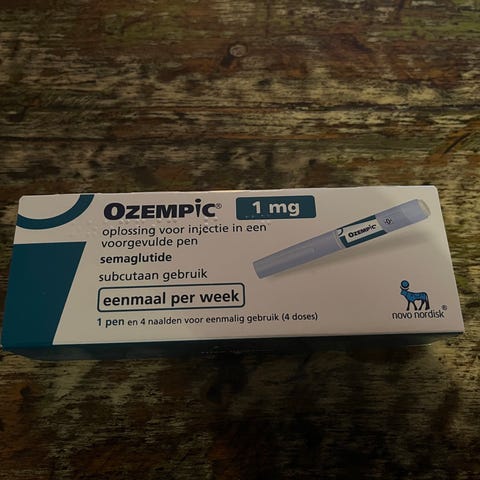 OZEMPIC® 1 mg
oplossing voor injectie in een
voorgevulde pen
semaglutide
subcutaan gebruik
eenmaal per week
1 pen en 4 naalden voor eenmalig gebruik (4 doses)
OZEMPIC®
novo nordisk®